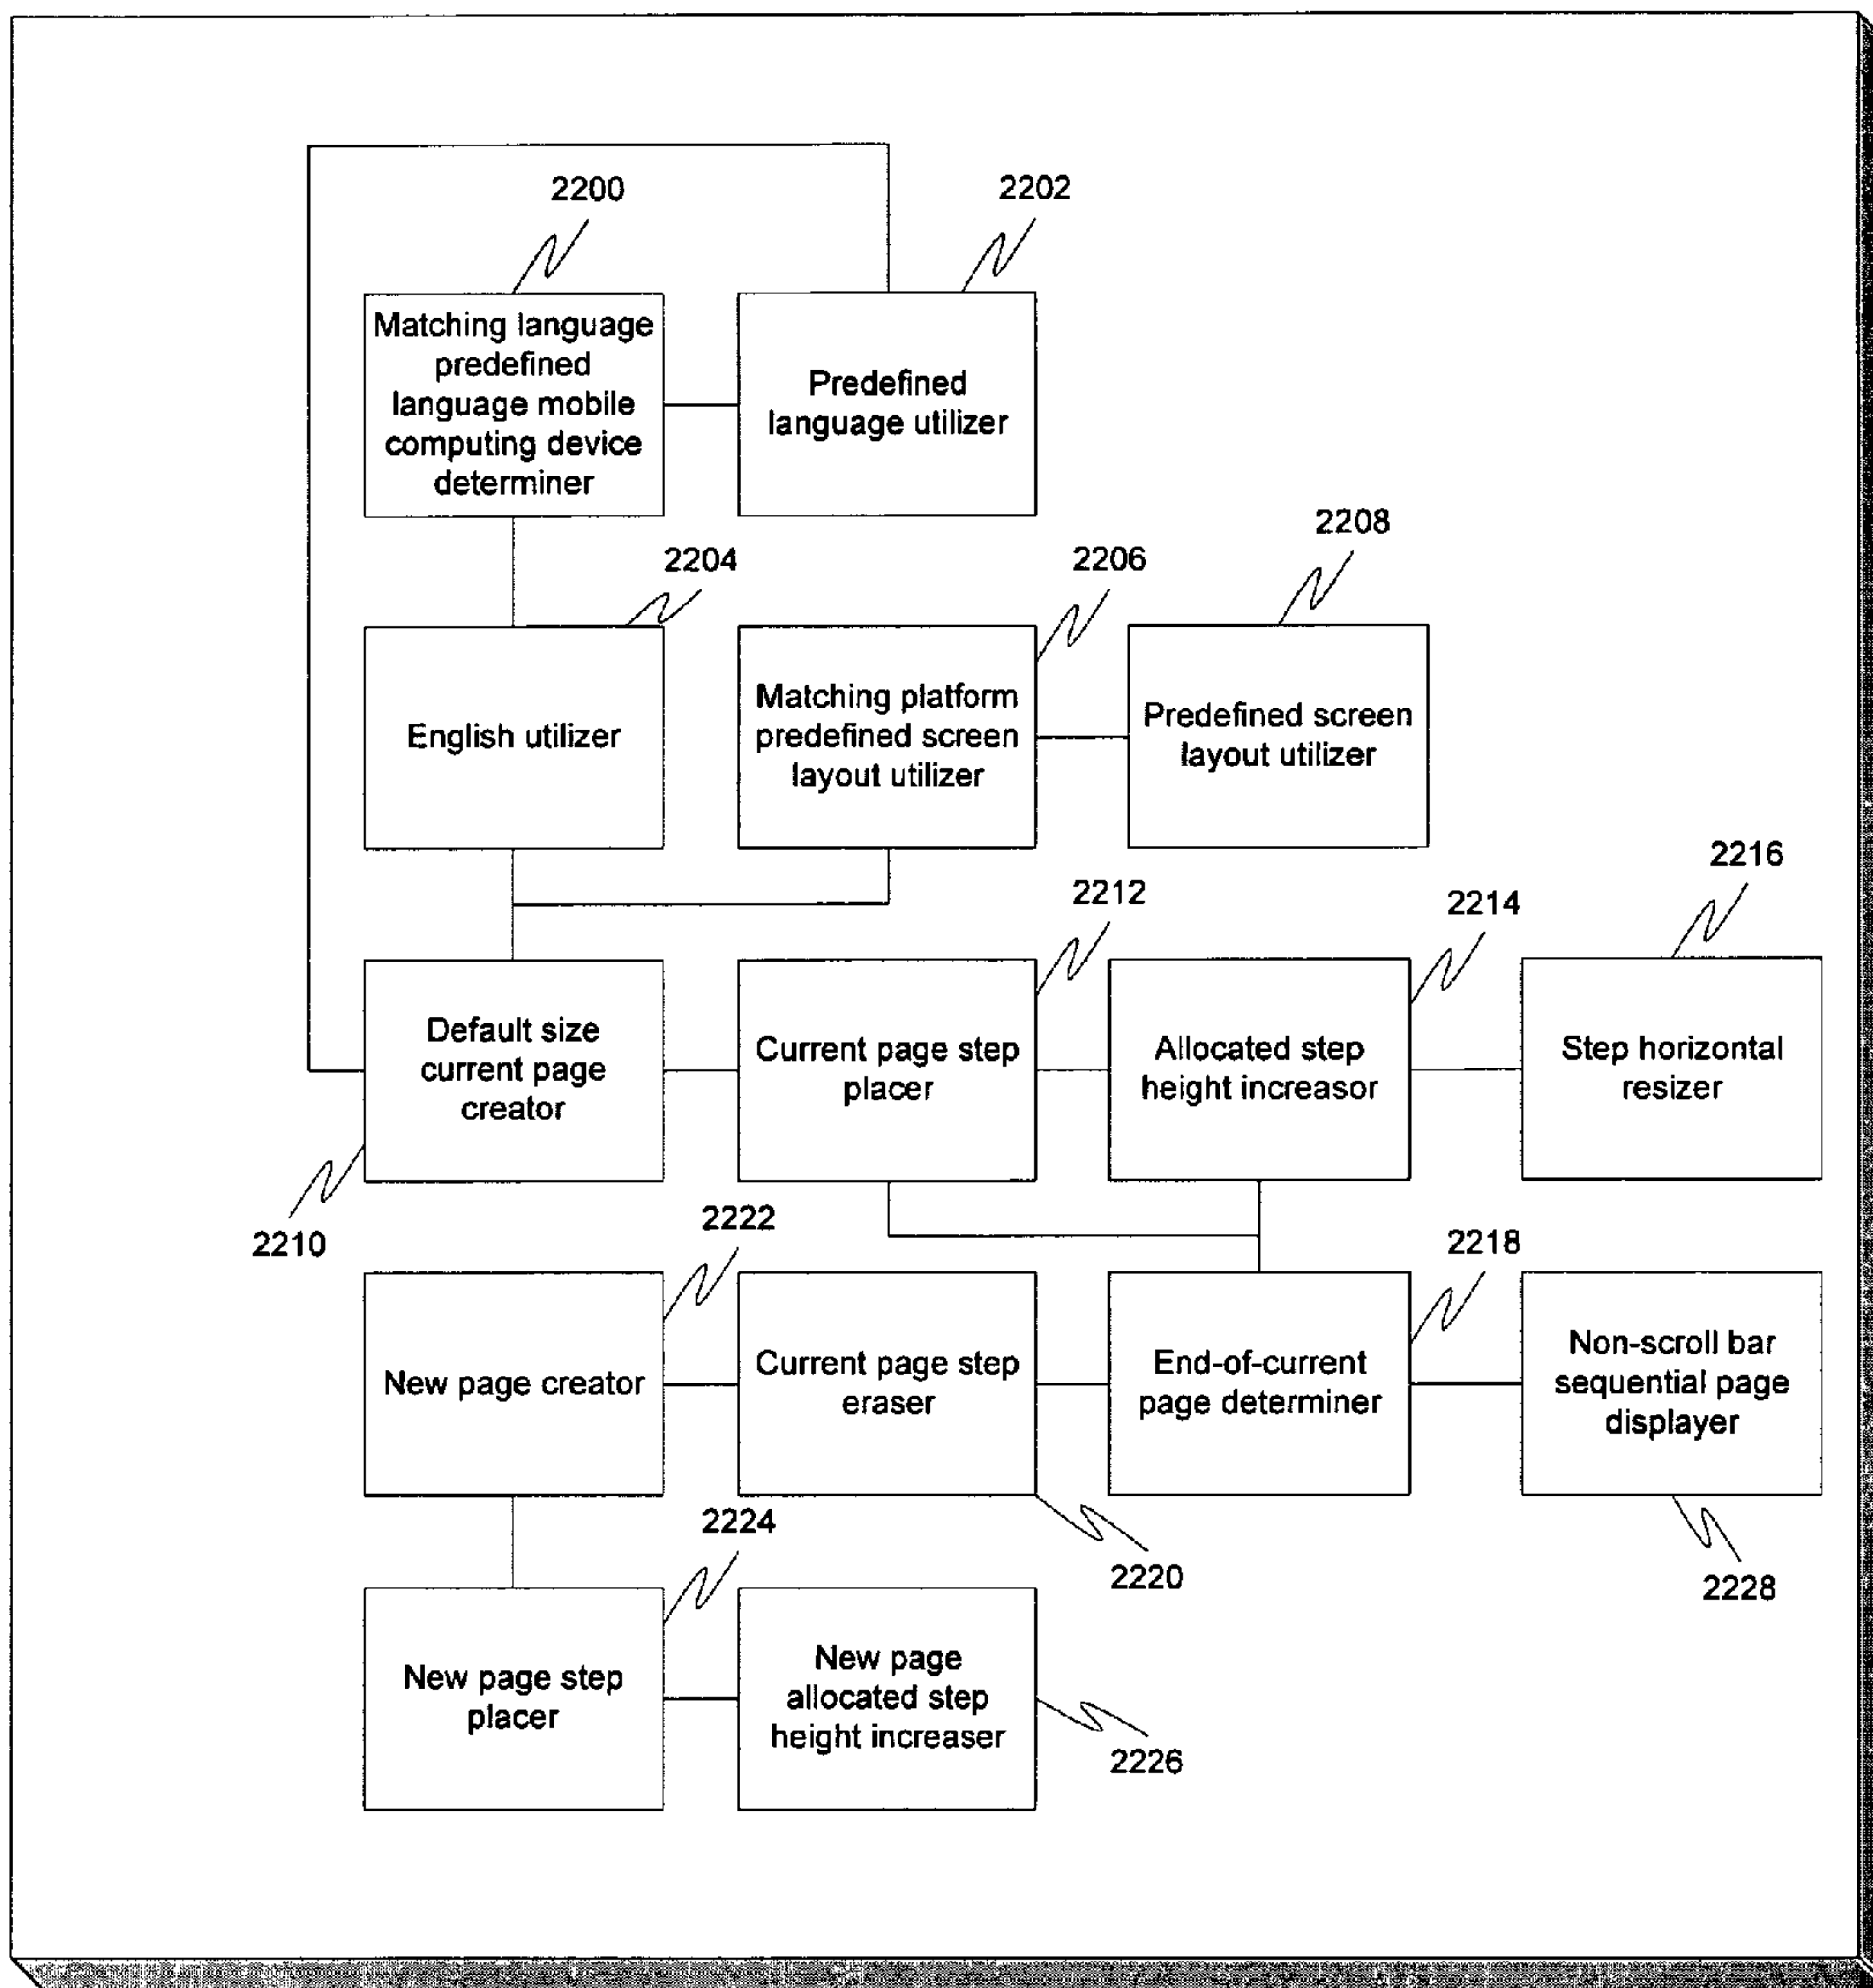 2200
2202
Matching language
predefined
language mobile
computing device
determiner
Predefined
language utilizer
2204
2206
2208
English utilizer
Matching platform
predefined screen
layout utilizer
Predefined screen
layout utilizer
2212
2214
2216
Default size
current page
creator
Current page step
placer
Allocated step
height increasor
Step horizontal
resizer
2210
2222
2218
New page creator
Current page step
eraser
End-of-current
page determiner
Non-scroll bar
sequential page
displayer
2224
2220
2228
New page step
placer
New page
allocated step
height increaser
2226